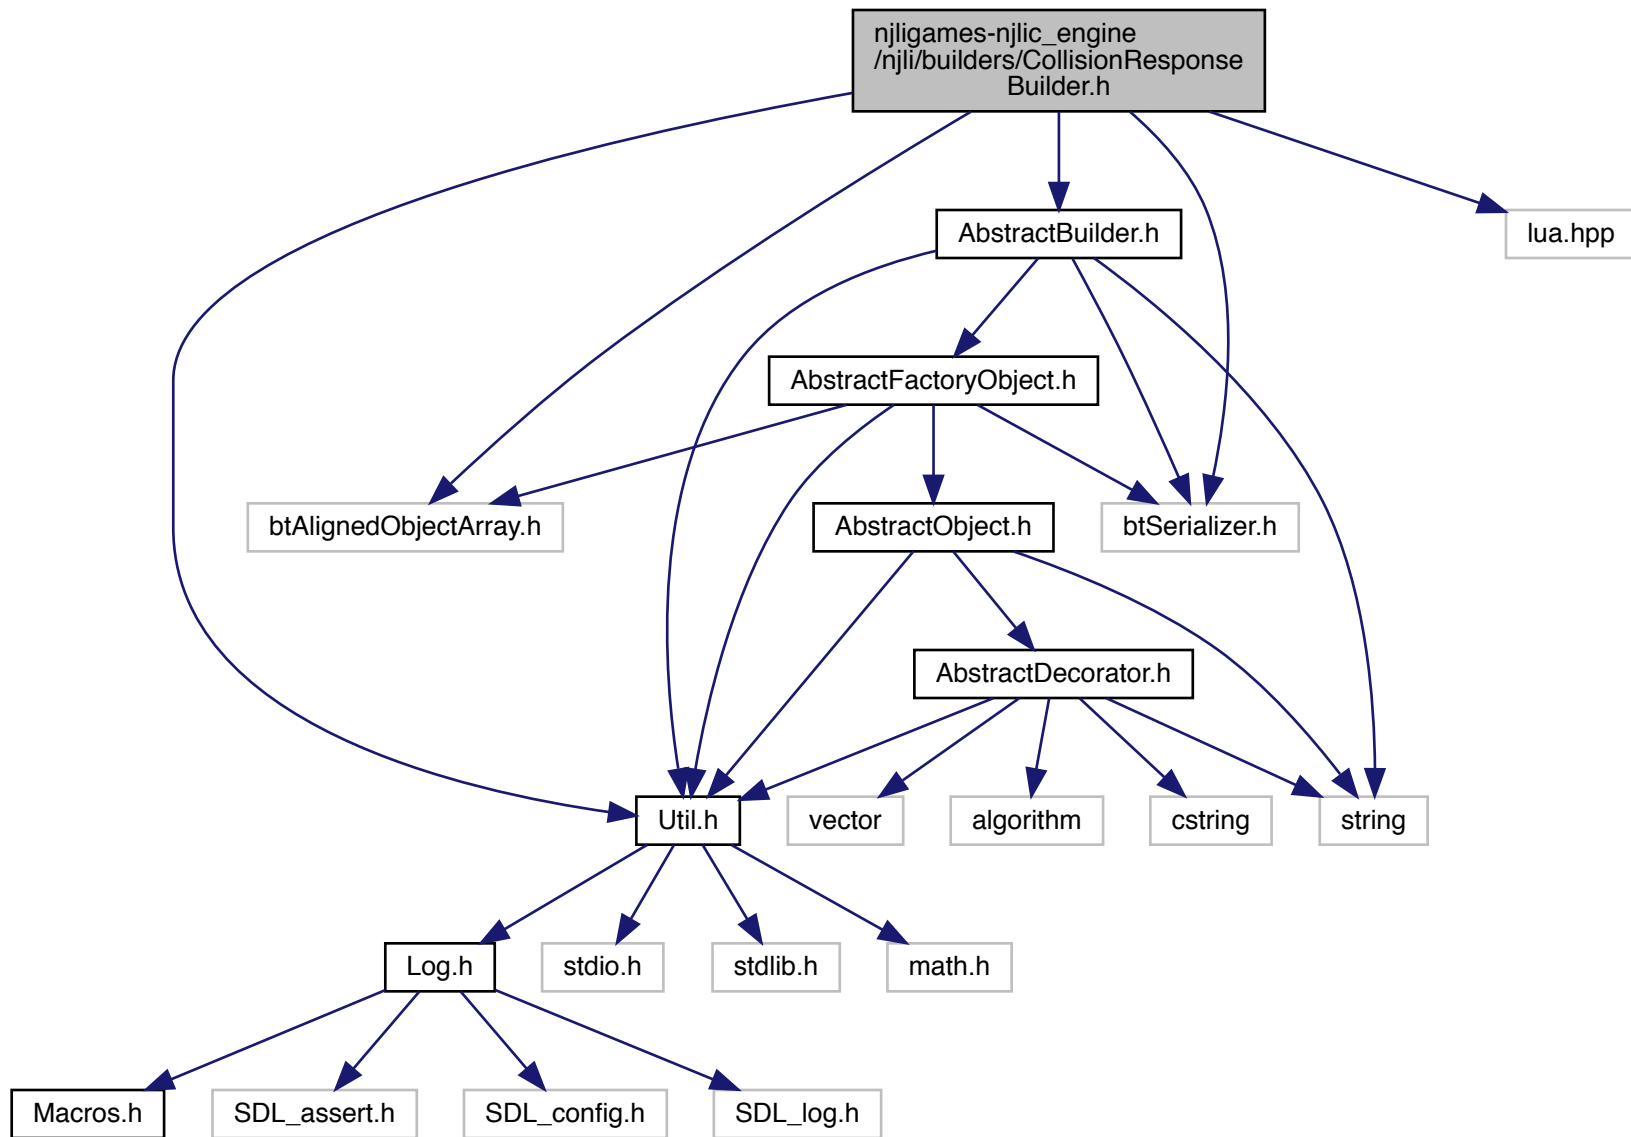 njligames-njlic_engine
/njli/builders/CollisionResponse
Builder.h
AbstractBuilder.h
lua.hpp
AbstractFactoryObject.h
btAlignedObjectArray.h
AbstractObject.h
btSerializer.h
AbstractDecorator.h
Util.h
vector
algorithm
cstring
string
Log.h
stdio.h
stdlib.h
math.h
Macros.h
SDL_assert.h
SDL_config.h
SDL_log.h